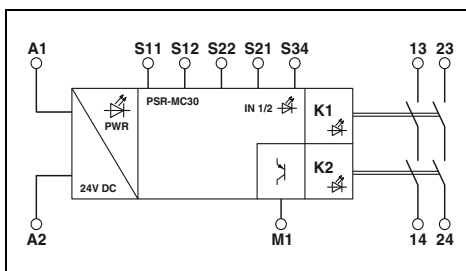 A1 S11 S12 S22 S21 S34 13 23
PSR-MC30 IN 1/2 K1
PWR
K2
24V DC
A2 M1 14 24